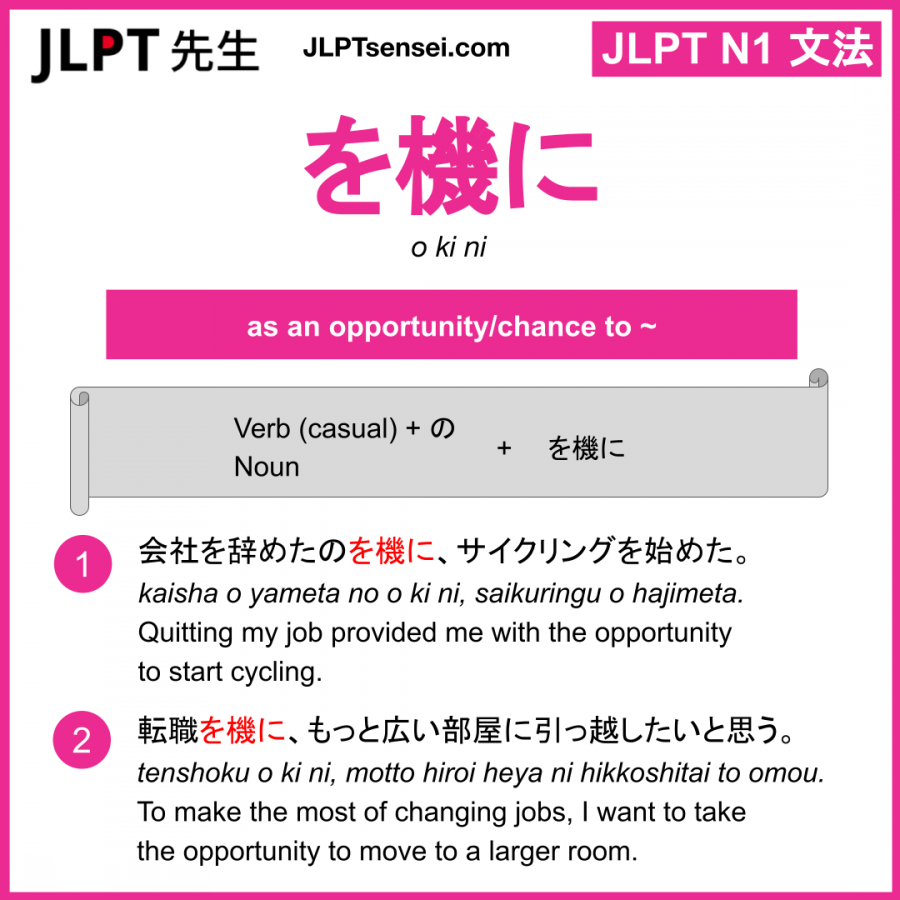 JLPT 先生
JLPTsensei.com
JLPT N1 文法
を機に
o ki ni
as an opportunity/chance to ~
Verb (casual) + の
Noun
+ を機に
1
会社を辞めたのを機に、サイクリングを始めた。
kaisha o yameta no o ki ni, saikuringu o hajimeta.
Quitting my job provided me with the opportunity
to start cycling.
2
転職を機に、もっと広い部屋に引っ越したいと思う。
tenshoku o ki ni, motto hiroi heya ni hikkoshitai to omou.
To make the most of changing jobs, I want to take
the opportunity to move to a larger room.